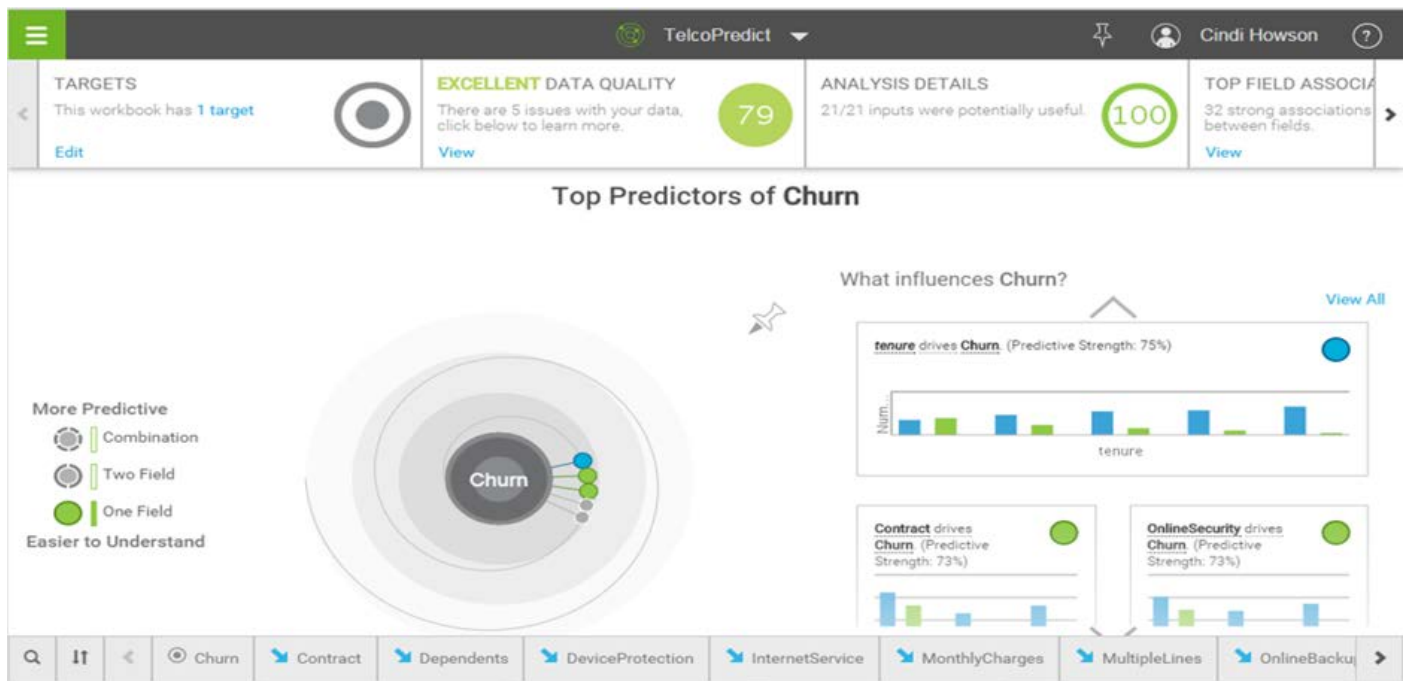 TelcoPredict
Cindi Howson
?
TARGETS
This workbook has 1 target
Edit
EXCELLENT DATA QUALITY
There are 5 issues with your data,
click below to learn more.
View
79
ANALYSIS DETAILS
21/21 inputs were potentially useful.
100
TOP FIELD ASSOCIA
32 strong associations
between fields.
View
Top Predictors of Churn
What influences Churn?
View All
tenure drives Churn. (Predictive Strength: 75%)
Num...
tenure
More Predictive
Combination
Two Field
One Field
Easier to Understand
Churn
Contract drives
Churn. (Predictive
Strength: 73%)
OnlineSecurity drives
Churn. (Predictive
Strength: 73%)
Churn
Contract
Dependents
DeviceProtection
InternetService
MonthlyCharges
MultipleLines
OnlineBacku